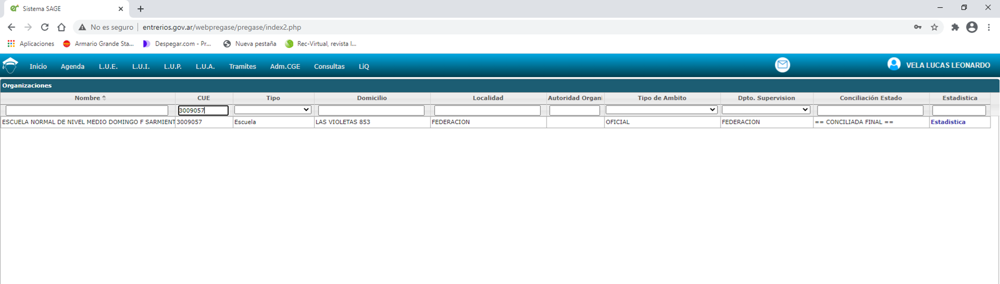 Sistema SAGE
No es seguro entrerios.gov.ar/webpregase/pregase/index2.php
Aplicaciones Armario Grande Sta... Despegar.com - Pr... Nueva pestaña Rec-Virtual, revista I...
Inicio Agenda L.U.E. L.U.I. L.U.P. L.U.A. Tramites Adm.CGE Consultas LiQ VELA LUCAS LEONARDO
Organizaciones
Nombre CUE Tipo Domicilio Localidad Autoridad Organi Tipo de Ambito Dpto. Supervision Conciliación Estado Estadistica
3009057
ESCUELA NORMAL DE NIVEL MEDIO DOMINGO F SARMIENT 3009057 Escuela LAS VIOLETAS 853 FEDERACION OFICIAL FEDERACION == CONCILIADA FINAL == Estadistica